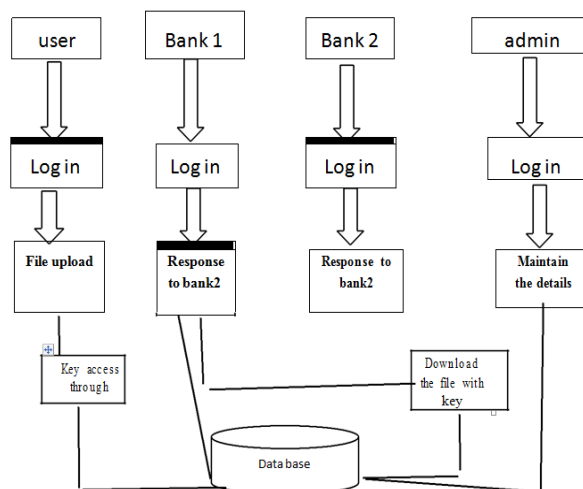 user
Bank 1
Bank 2
admin
Log in
Log in
Log in
Log in
File upload
Response
to bank2
Response to
bank2
Maintain
the details
Key access
through
Download
the file with
key
Data base